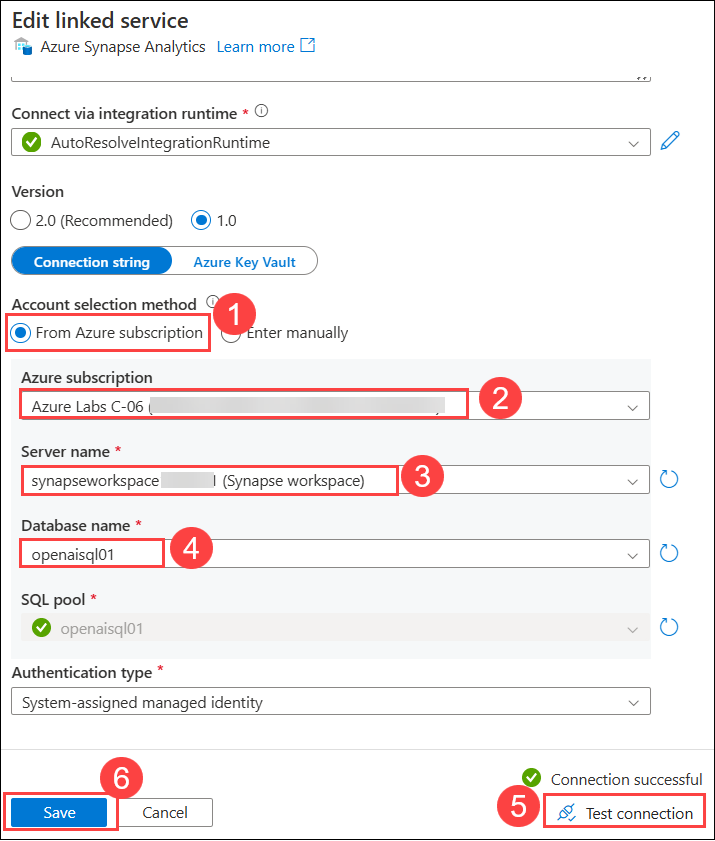 Edit linked service
Azure Synapse Analytics Learn more
Connect via integration runtime *
AutoResolveIntegrationRuntime
Version
2.0 (Recommended) 1.0
Connection string Azure Key Vault
Account selection method
1
From Azure subscription Enter manually
Azure subscription
Azure Labs C-06 (
2
Server name *
synapseworkspace 1 (Synapse workspace)
3
Database name *
openaisql01
4
SQL pool *
openaisql01
Authentication type *
System-assigned managed identity
6
Connection successful
5
Save Cancel Test connection